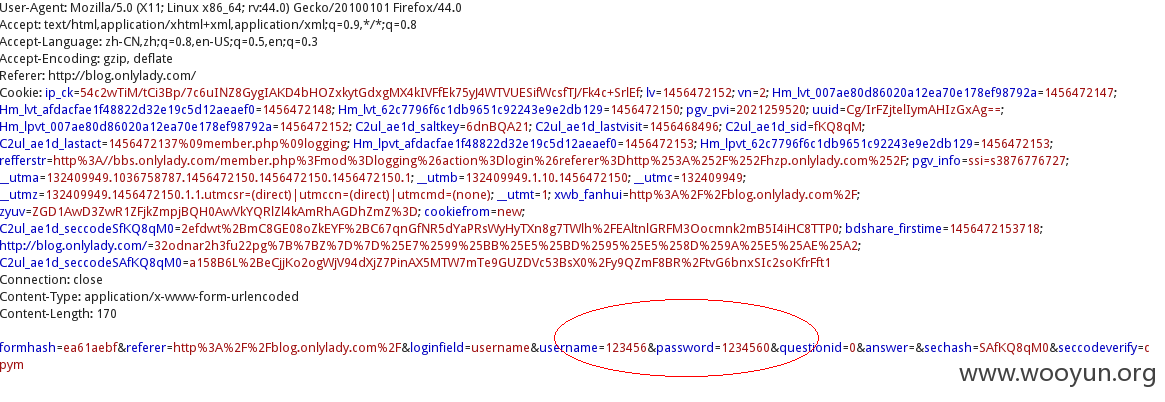 User-Agent: Mozilla/5.0 (X11; Linux x86_64; rv:44.0) Gecko/20100101 Firefox/44.0
Accept: text/html,application/xhtml+xml,application/xml;q=0.9,*/*;q=0.8
Accept-Language: zh-CN,zh;q=0.8,en-US;q=0.5,en;q=0.3
Accept-Encoding: gzip, deflate
Referer: http://blog.onlylady.com/
Cookie: ip_ck=54c2wTiM/tCi3Bp/7c6uINZ8GygIAKD4bHOZxkytGdxgMX4kIVFfEk75yJ4WTVUESifWcsfTJ/Fk4c+SrlEf; lv=1456472152; vn=2; Hm_lvt_007ae80d86020a12ea70e178ef98792a=1456472147;
Hm_lvt_afdacfae1f48822d32e19c5d12aeaef0=1456472148; Hm_lvt_62c7796f6c1db9651c92243e9e2db129=1456472150; pgv_pvi=2021259520; uuid=Cg/IrFZjtelIymAHIzGxAg==;
Hm_lpvt_007ae80d86020a12ea70e178ef98792a=1456472152; C2ul_ae1d_saltkey=6dnBQA21; C2ul_ae1d_lastvisit=1456468496; C2ul_ae1d_sid=fKQ8qM;
C2ul_ae1d_lastact=1456472137%09member.php%09logging; Hm_lpvt_afdacfae1f48822d32e19c5d12aeaef0=1456472153; Hm_lpvt_62c7796f6c1db9651c92243e9e2db129=1456472153;
refferstr=http%3A//bbs.onlylady.com/member.php%3Fmod%3Dlogging%26action%3Dlogin%26referer%3Dhttp%253A%252F%252Fhzp.onlylady.com%252F; pgv_info=ssi=s3876776727;
__utma=132409949.1036758787.1456472150.1456472150.1456472150.1; __utmb=132409949.1.10.1456472150; __utmc=132409949;
__utmz=132409949.1456472150.1.1.utmcsr=(direct)|utmccn=(direct)|utmcmd=(none); __utmt=1; xwb_fanhui=http%3A%2F%2Fblog.onlylady.com%2F;
zyuv=ZGD1AwD3ZwR1ZFjkZmpjBQH0AwVkYQRlZl4kAmRhAGDhZmZ%3D; cookiefrom=new;
C2ul_ae1d_seccodeSfKQ8qM0=2efdwt%2BmC8GE08oZkEYF%2BC67qnGfNR5dYaPRsWyHyTXn8g7TWlh%2FEAltnlGRFM3Oocmnk2mB5I4iHC8TTP0; bdshare_firstime=1456472153718;
http://blog.onlylady.com/=32odnar2h3fu22pg%7B%7BZ%7D%7D%25E7%2599%25BB%25E5%25BD%2595%25E5%258D%259A%25E5%25AE%25A2;
C2ul_ae1d_seccodeSAfKQ8qM0=a158B6L%2BeCjjKo2ogWjV94dXjZ7PinAX5MTW7mTe9GUZDVc53BsX0%2Fy9QZmF8BR%2FtvG6bnxSIc2soKfrFft1
Connection: close
Content-Type: application/x-www-form-urlencoded
Content-Length: 170
formhash=ea61aebf&referer=http%3A%2F%2Fblog.onlylady.com%2F&loginfield=username&username=123456&password=1234560&questionid=0&answer=&sechash=SAfKQ8qM0&seccodeverify=c
pym
www.wooyun.org